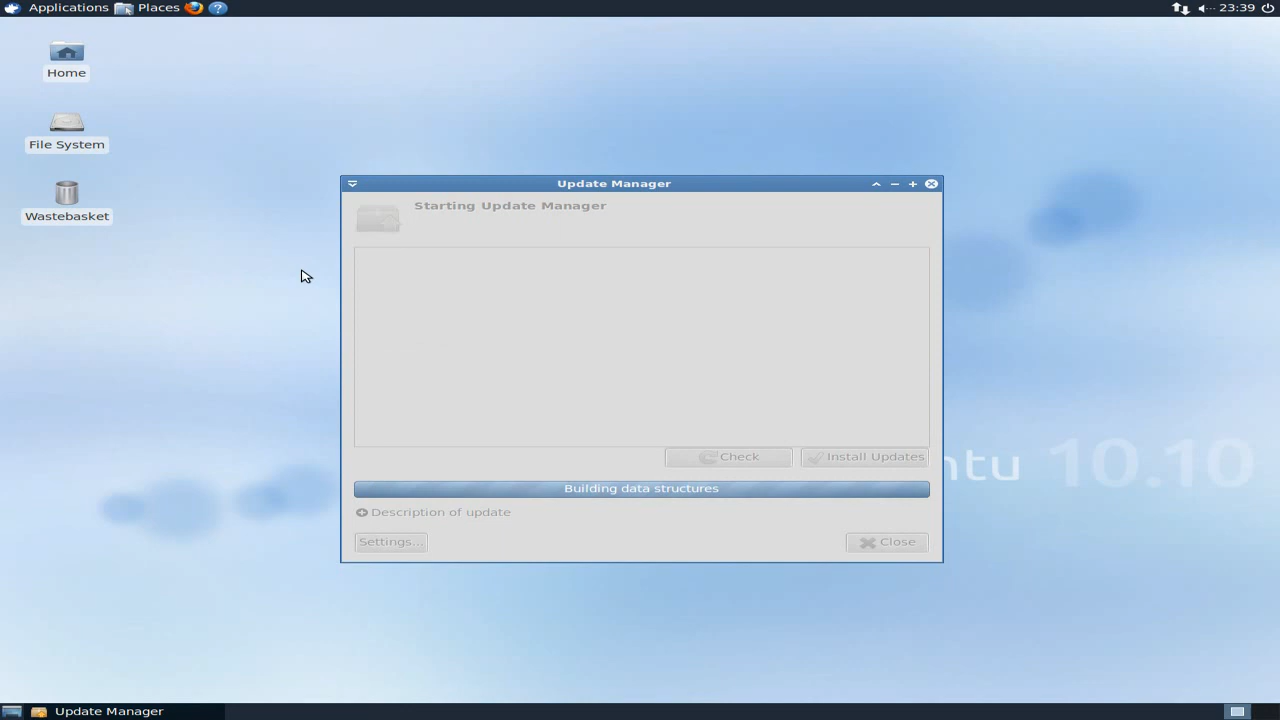 Applications Places 23:39
Home
File System
Wastebasket
Update Manager
Starting Update Manager
Check Install Updates
ntu 10.10
Building data structures
Description of update
Settings... Close
Update Manager